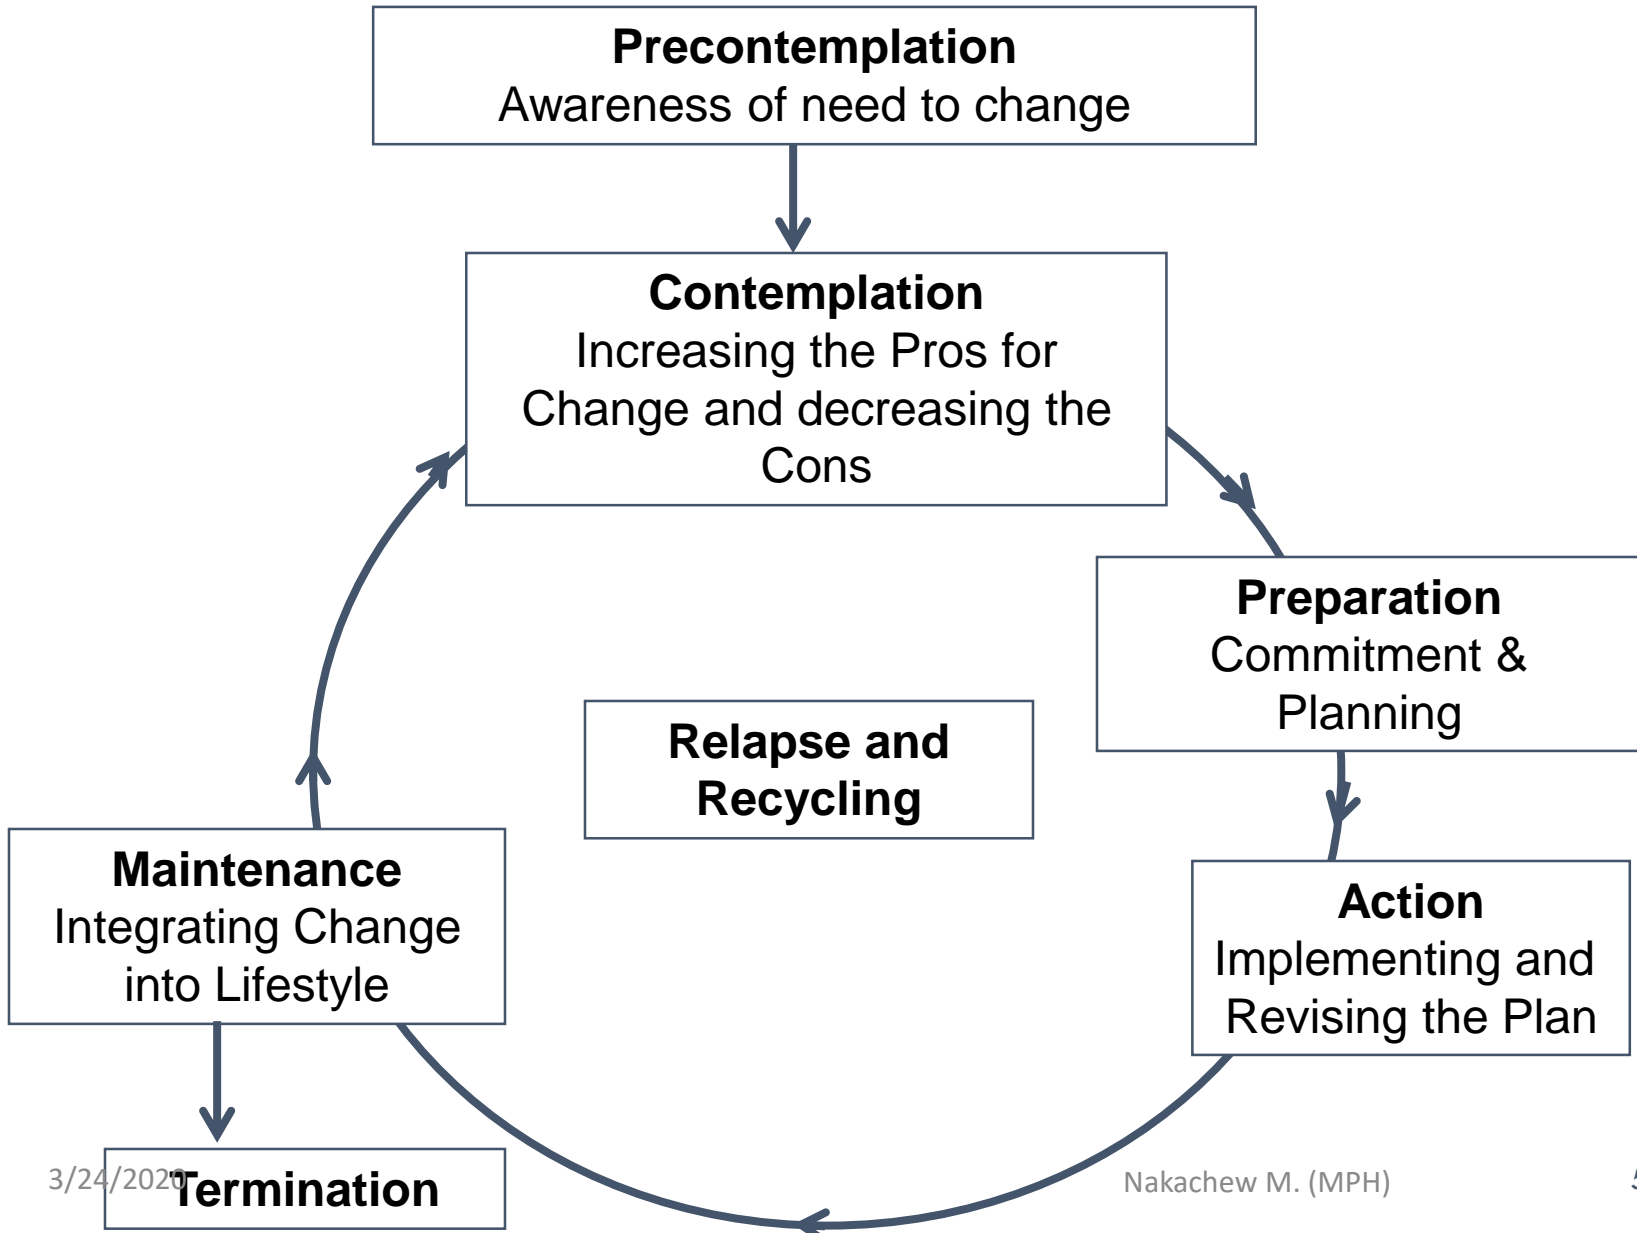 Precontemplation
Awareness of need to change
Contemplation
Increasing the Pros for
Change and decreasing the
Cons
Preparation
Commitment &
Planning
Relapse and
Recycling
Maintenance
Integrating Change
into Lifestyle
Action
Implementing and
Revising the Plan
Termination
3/24/2020
Nakachew M. (MPH)